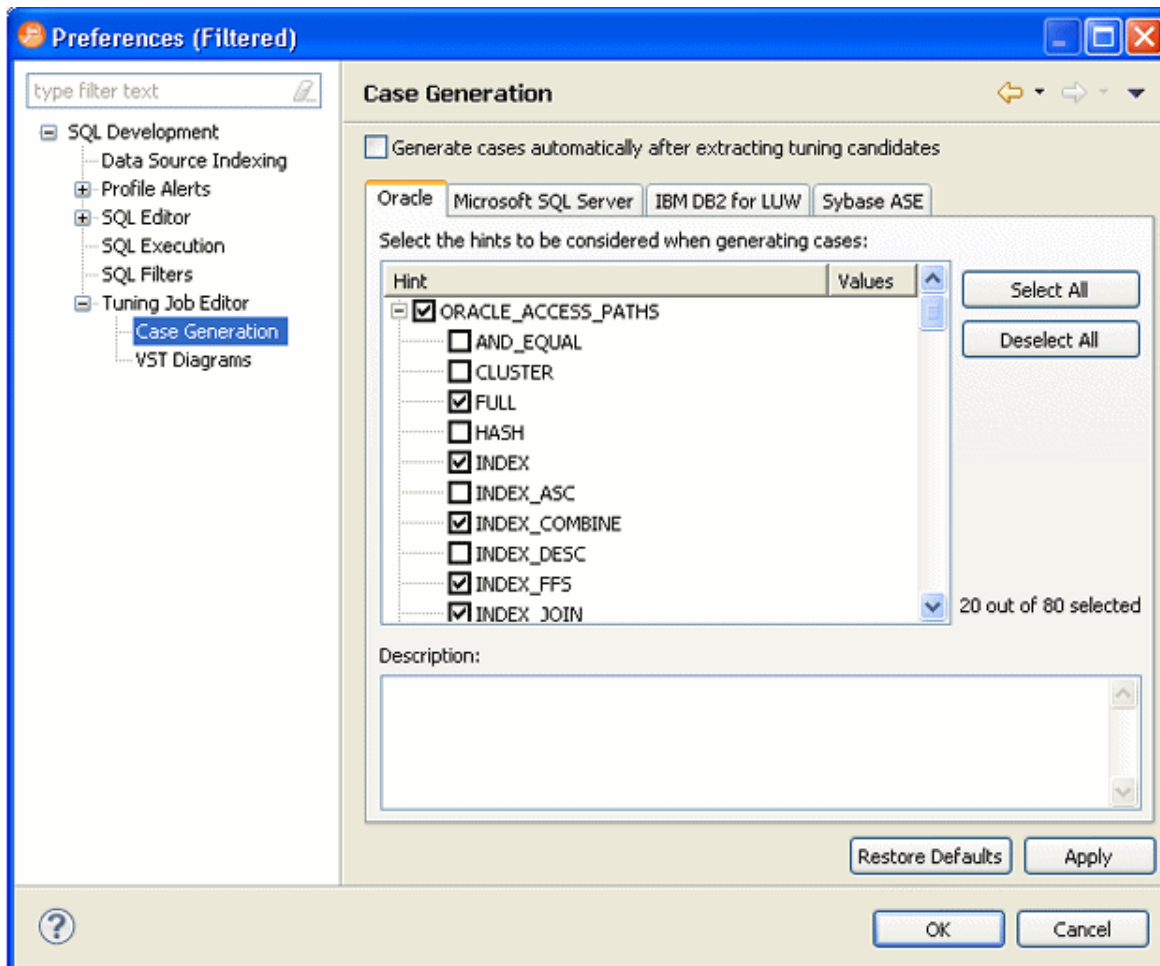 Preferences (Filtered)
type filter text
SQL Development
Data Source Indexing
Profile Alerts
SQL Editor
SQL Execution
SQL Filters
Tuning Job Editor
Case Generation
VST Diagrams
Case Generation
Generate cases automatically after extracting tuning candidates
Oracle
Microsoft SQL Server
IBM DB2 for LUW
Sybase ASE
Select the hints to be considered when generating cases:
Hint
Values
ORACLE_ACCESS_PATHS
AND_EQUAL
CLUSTER
FULL
HASH
INDEX
INDEX_ASC
INDEX_COMBINE
INDEX_DESC
INDEX_FFS
INDEX_JOIN
Select All
Deselect All
20 out of 80 selected
Description:
Restore Defaults
Apply
?
OK
Cancel